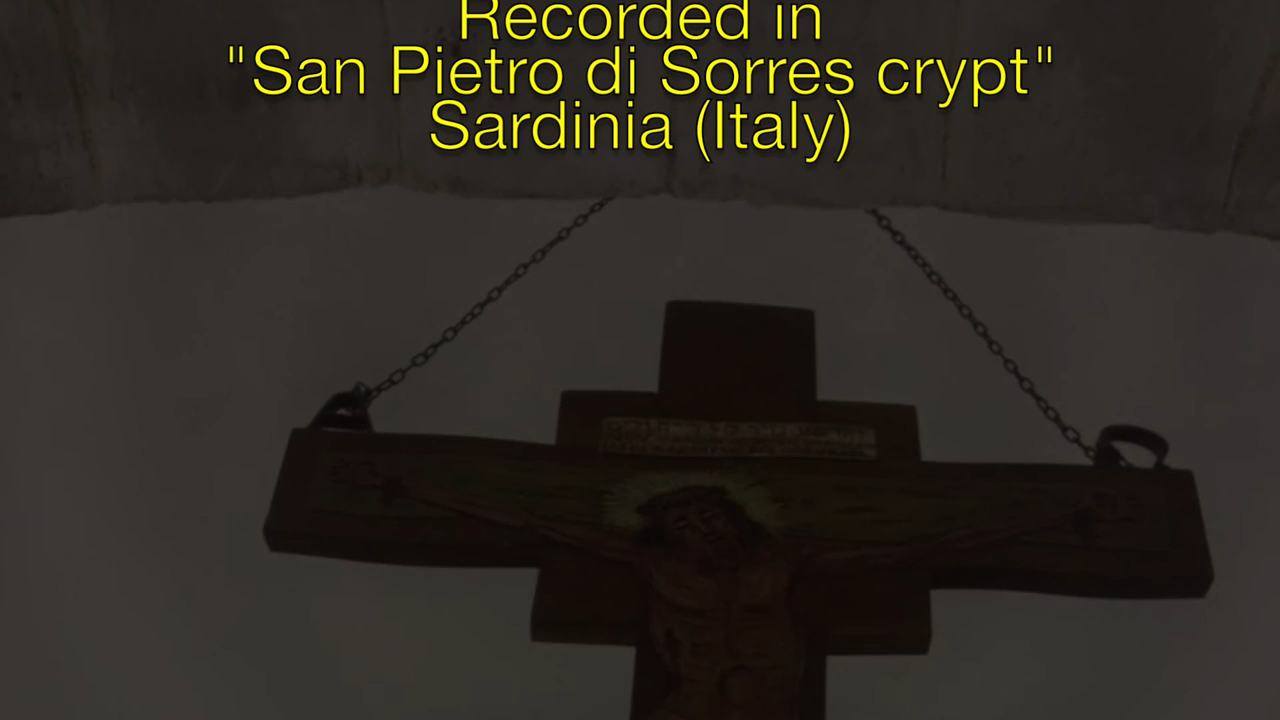 Recorded in
"San Pietro di Sorres crypt"
Sardinia (Italy)